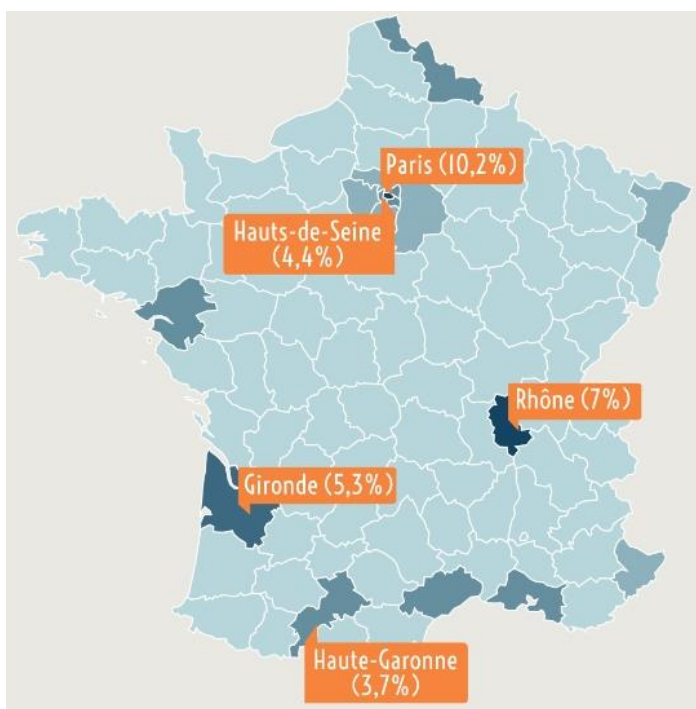 Paris (10,2%)
Hauts-de-Seine
(4,4%)
Rhône (7%)
Gironde (5,3%)
Haute-Garonne
(3,7%)